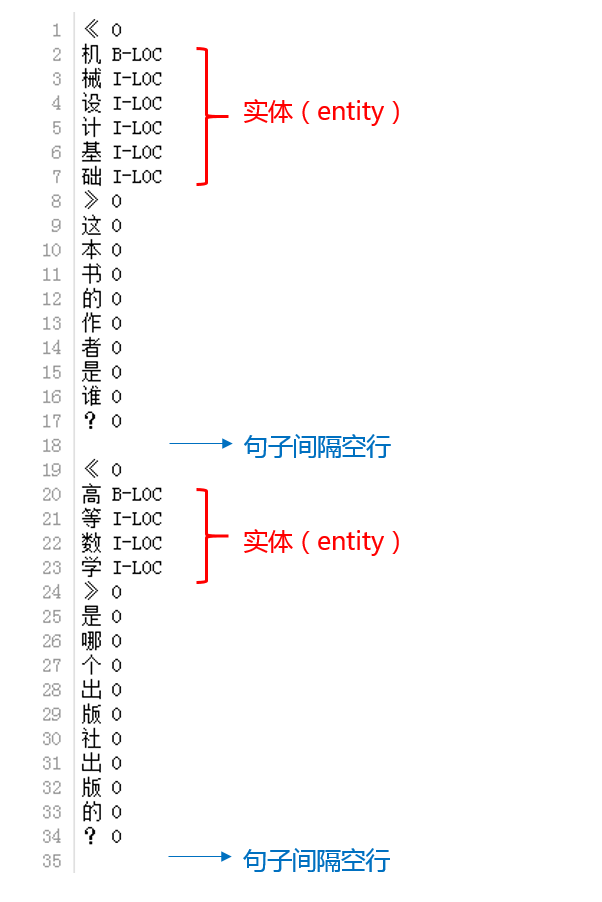 1 《 O
2 机 B-LOC
3 械 I-LOC
4 设 I-LOC
实体（entity）
5 计 I-LOC
6 基 I-LOC
7 础 I-LOC
8 》 O
9 这 O
10 本 O
11 书 O
12 的 O
13 作 O
14 者 O
15 是 O
16 谁 O
17 ？ O
18 句子间隔空行
19 《 O
20 高 B-LOC
21 等 I-LOC
22 数 I-LOC
实体（entity）
23 学 I-LOC
24 》 O
25 是 O
26 哪 O
27 个 O
28 出 O
29 版 O
30 社 O
31 出 O
32 版 O
33 的 O
34 ？ O
35 句子间隔空行